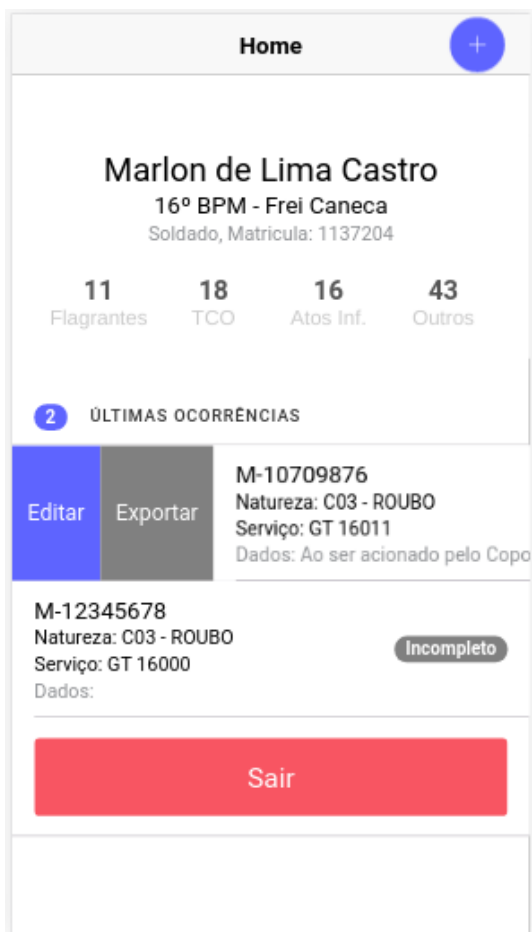 Home
+
Marlon de Lima Castro
16º BPM - Frei Caneca
Soldado, Matricula: 1137204
11 18 16 43
Flagrantes TCO Atos Inf. Outros
2 ÚLTIMAS OCORRÊNCIAS
Editar Exportar
M-10709876
Natureza: C03 - ROUBO
Serviço: GT 16011
Dados: Ao ser acionado pelo Copo
M-12345678
Natureza: C03 - ROUBO
Serviço: GT 16000
Dados:
Incompleto
Sair